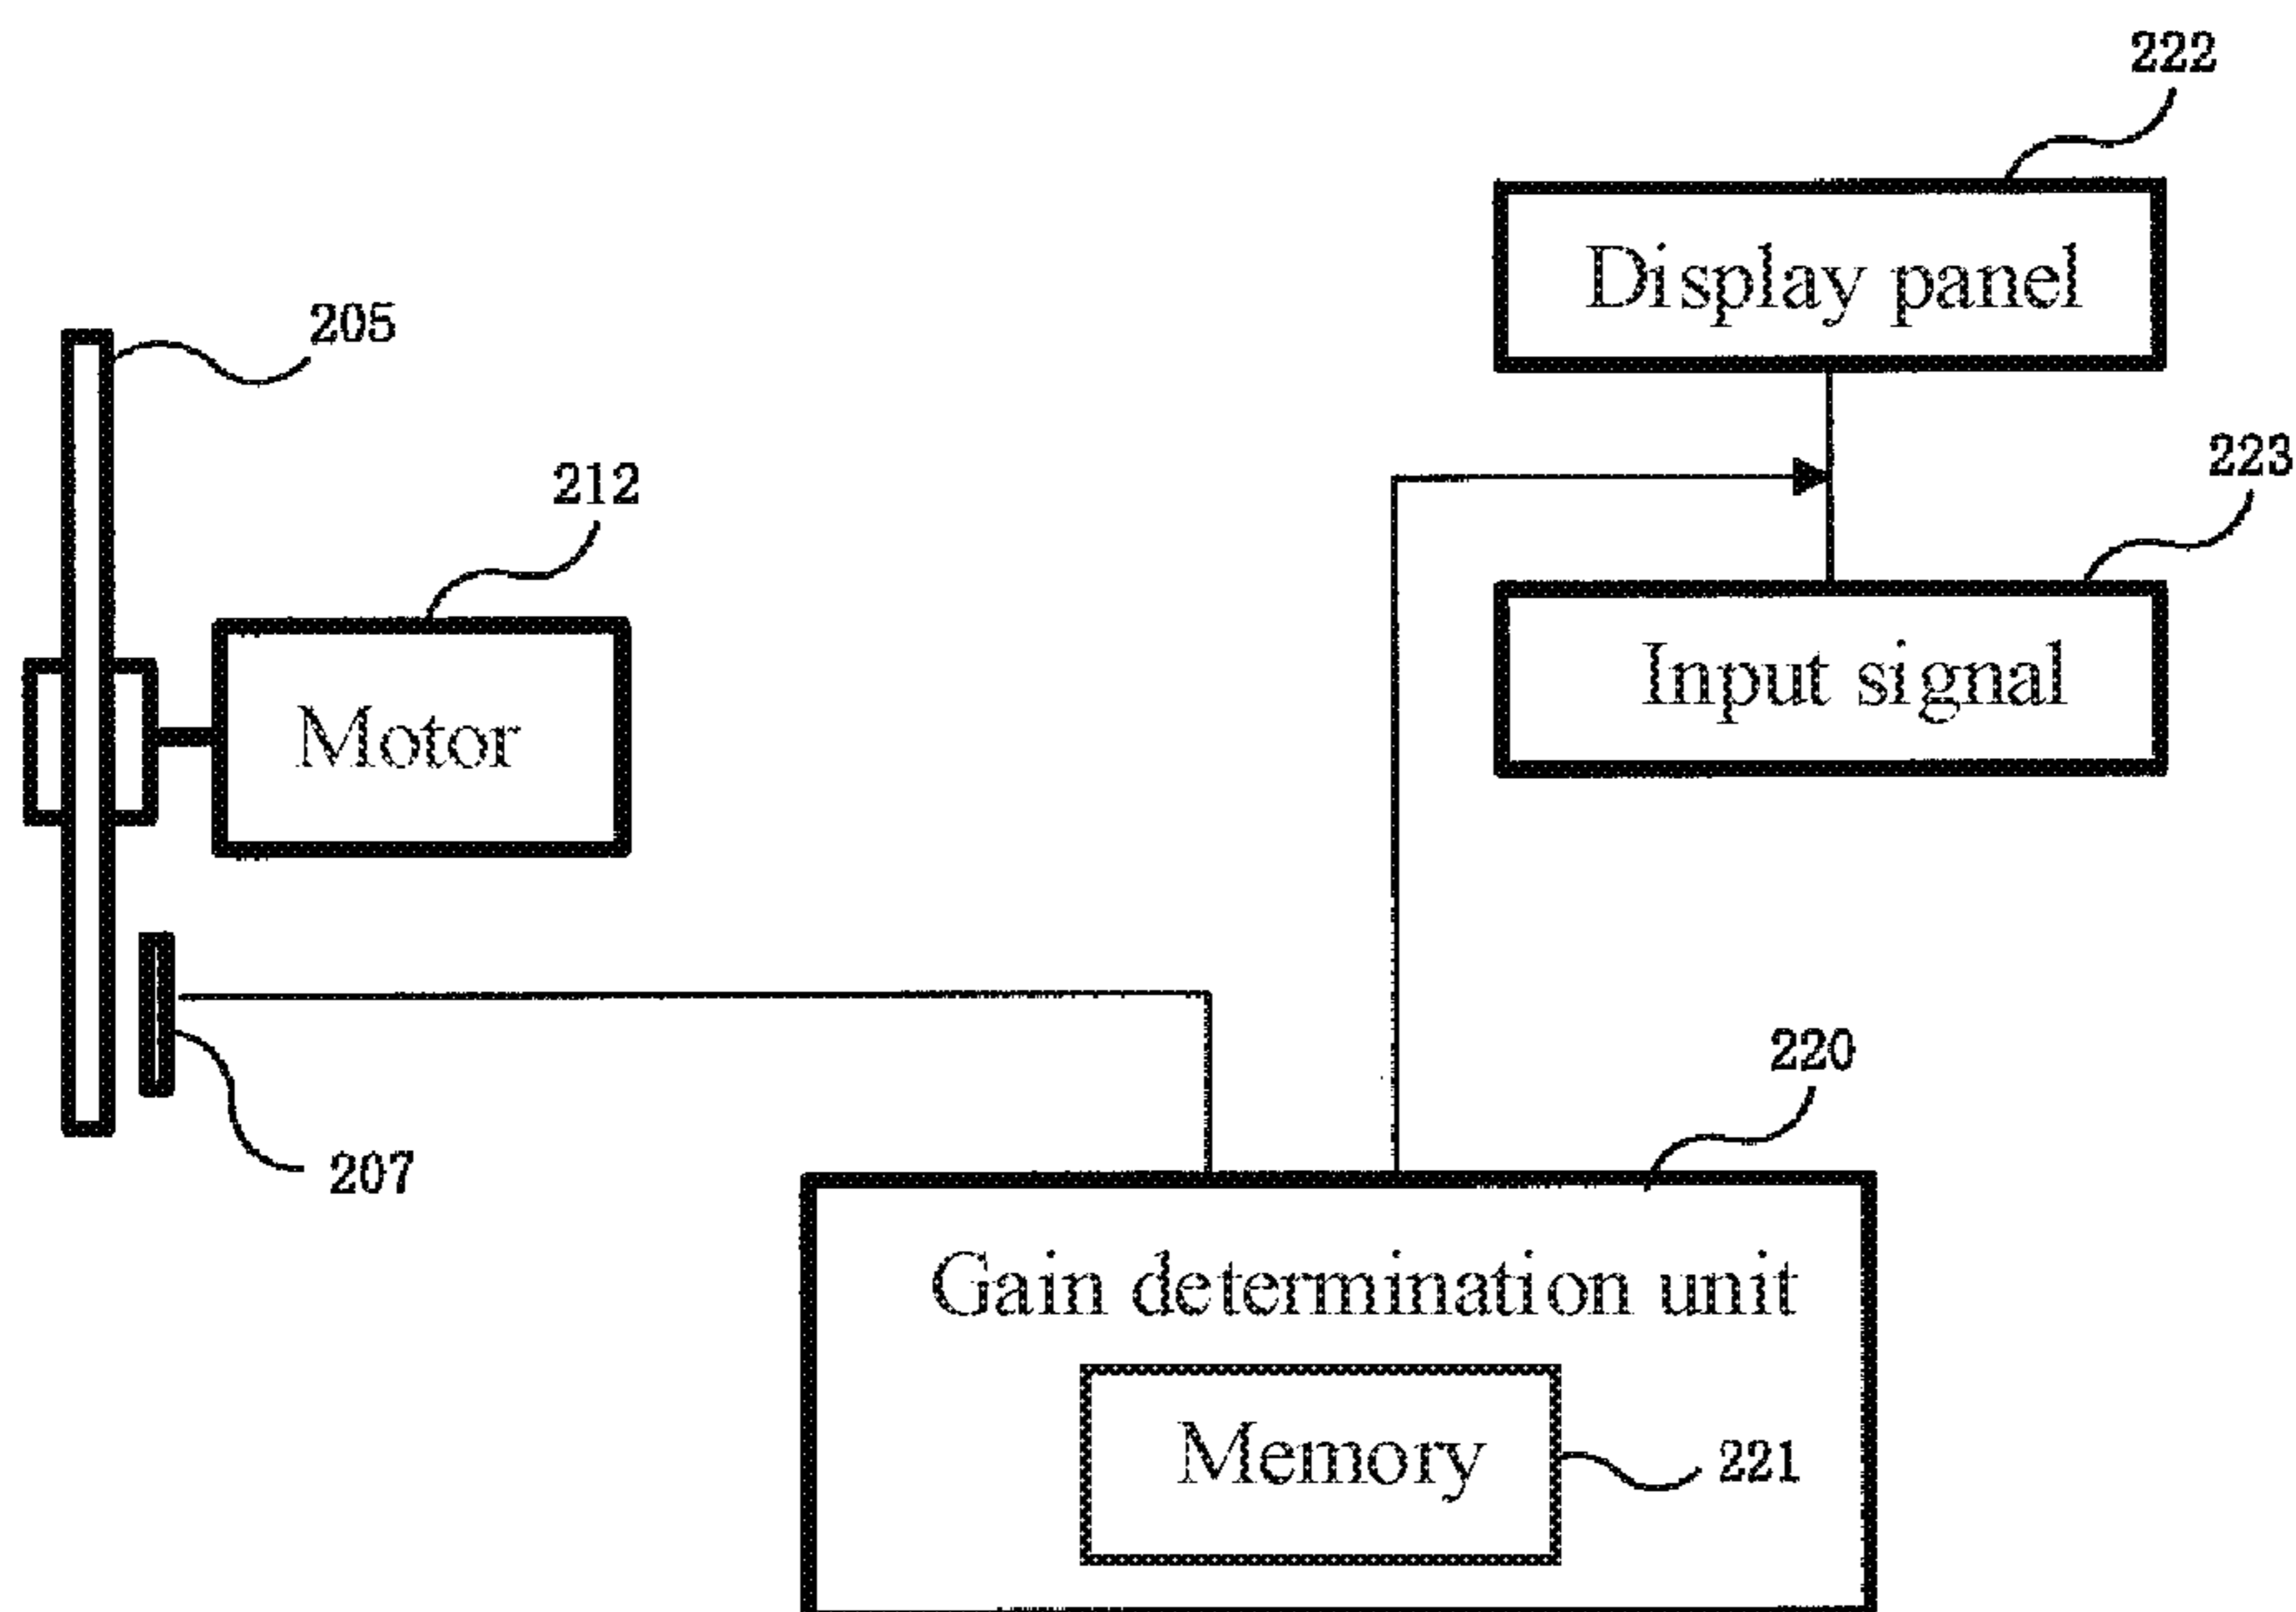 222
Display panel
205
223
212
Input signal
Motor
220
207
Gain determination unit
Memory
221